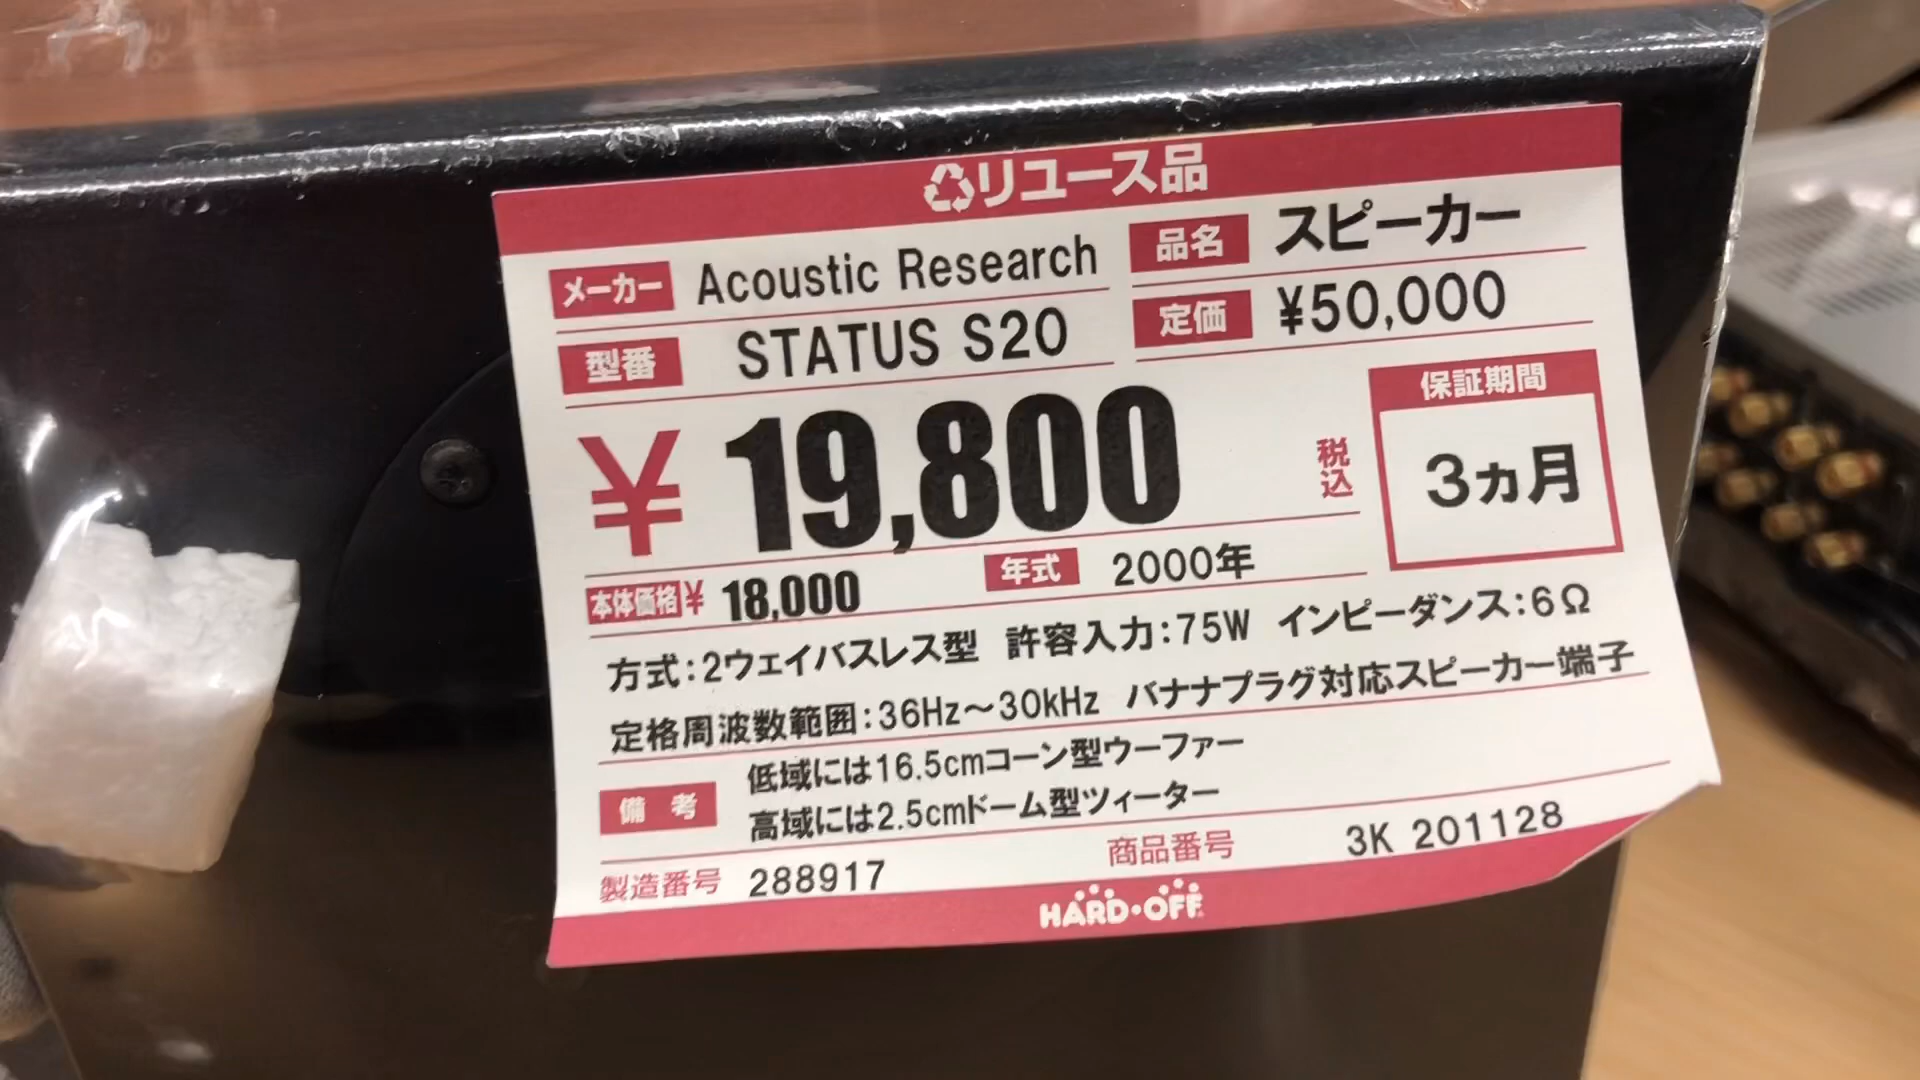 リユース品
メーカー Acoustic Research 品名 スピーカー
型番 STATUS S20 定価 ¥50,000
¥19,800 税込
保証期間
3ヵ月
本体価格¥ 18,000 年式 2000年
方式:2ウェイバスレス型 許容入力:75W インピーダンス:6Ω
定格周波数範囲:36Hz～30kHz バナナプラグ対応スピーカー端子
備考 低域には16.5cmコーン型ウーファー
高域には2.5cmドーム型ツィーター
製造番号 288917 商品番号 3K 201128
HARD・OFF